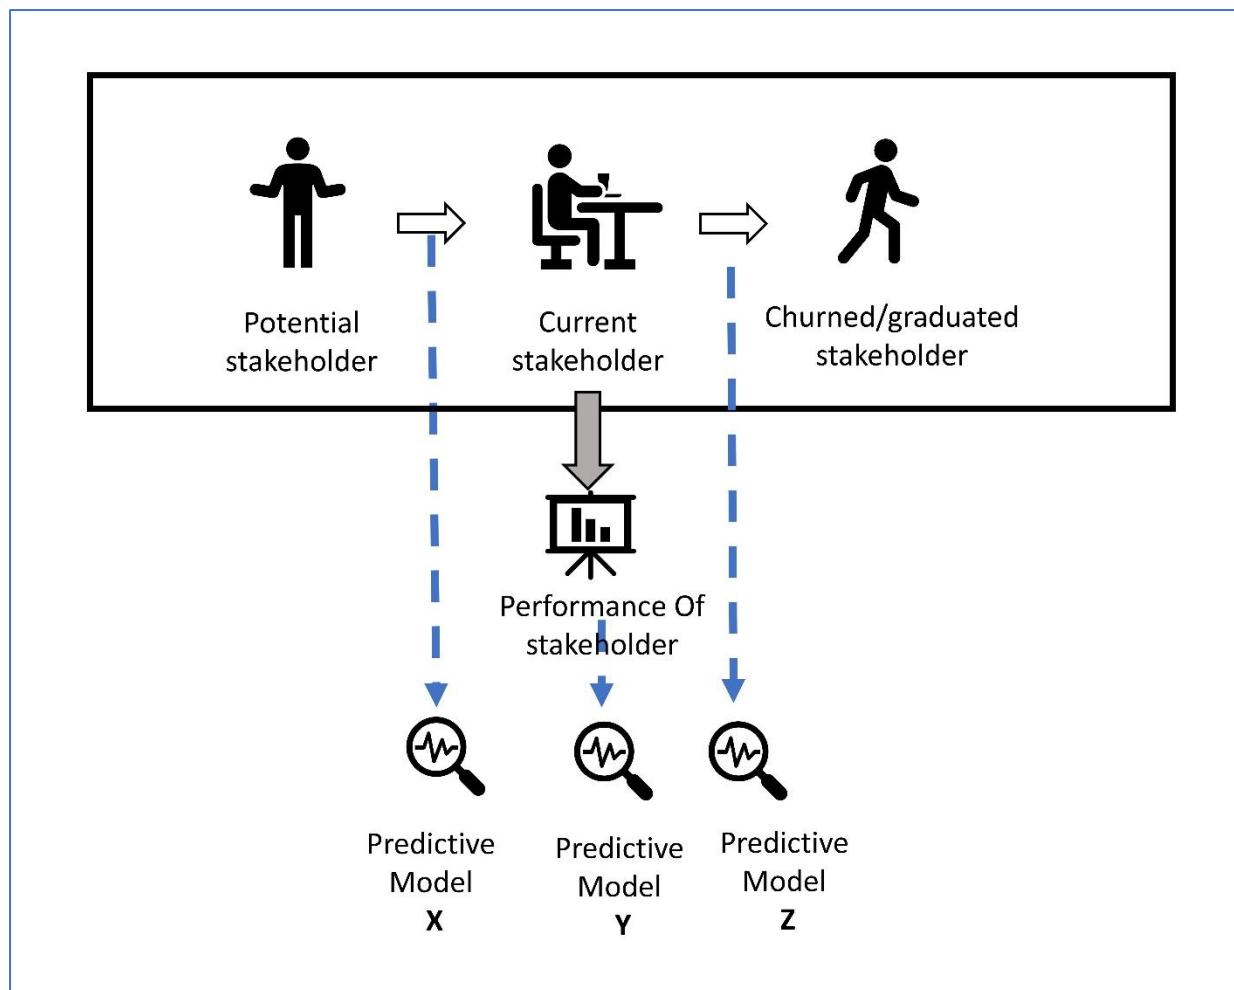 Potential
stakeholder
Current
stakeholder
Churned/graduated
stakeholder
Performance Of
stakeholder
Predictive
Model
X
Predictive
Model
Y
Predictive
Model
Z